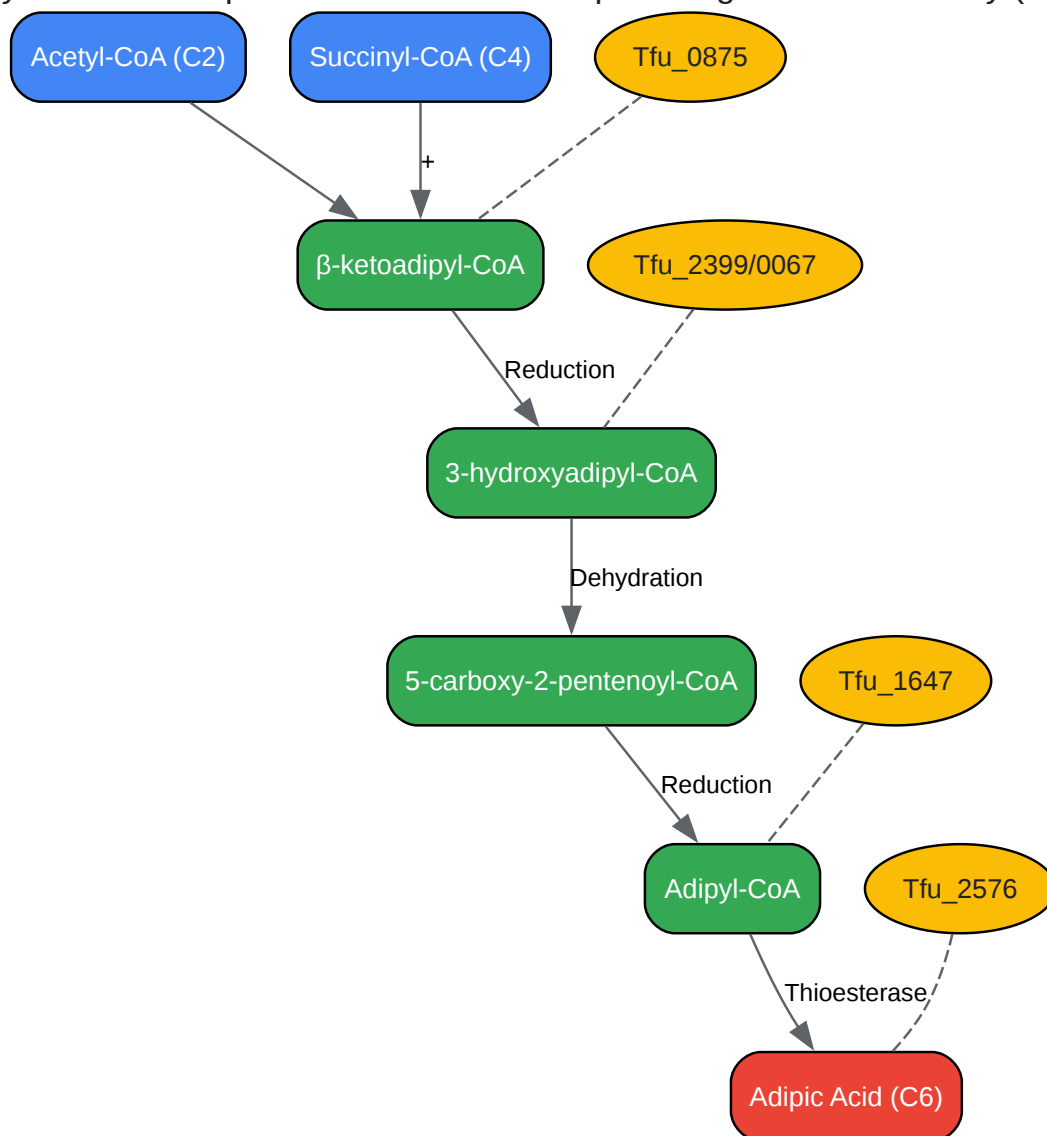 Acetyl-CoA (C2)
Succinyl-CoA (C4)
Tfu_0875
+
β-ketoadipyl-CoA
Tfu_2399/0067
Reduction
3-hydroxyadipyl-CoA
Dehydration
5-carboxy-2-pentenoyl-CoA
Tfu_1647
Reduction
Adipyl-CoA
Tfu_2576
Thioesterase
Adipic Acid (C6)